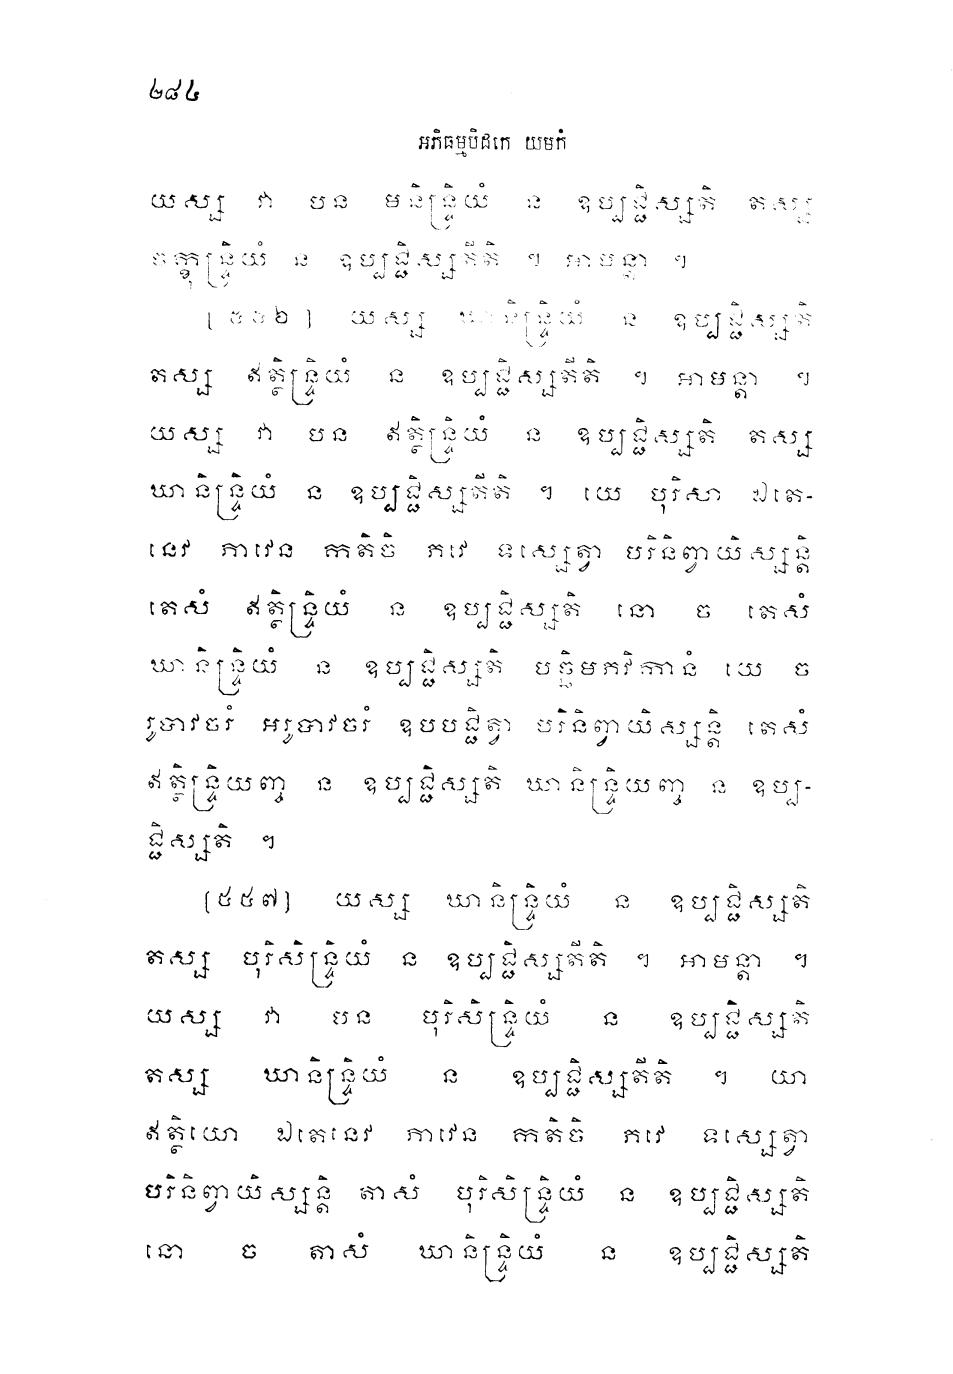 ២៨៤
អភិធម្មបិដកេ យមកំ
យស្ស វា បន មនិន្ទ្រិយំ ន ឧប្បជ្ជិស្សតិ តស្ស
ចក្ខុន្ទ្រិយំ ន ឧប្បជ្ជិស្សតីតិ ។ អាមន្តា ។
[៥៥៦] យស្ស ឃានិន្ទ្រិយំ ន ឧប្បជ្ជិស្សតិ
តស្ស ឥត្ថិន្ទ្រិយំ ន ឧប្បជ្ជិស្សតីតិ ។ អាមន្តា ។
យស្ស វា បន ឥត្ថិន្ទ្រិយំ ន ឧប្បជ្ជិស្សតិ តស្ស
ឃានិន្ទ្រិយំ ន ឧប្បជ្ជិស្សតីតិ ។ យេ បុរិសា ឯតេ-
នេវ ភាវេន កតិចិ ភវេ ទស្សេត្វា បរិនិព្វាយិស្សន្តិ
តេសំ ឥត្ថិន្ទ្រិយំ ន ឧប្បជ្ជិស្សតិ នោ ច តេសំ
ឃានិន្ទ្រិយំ ន ឧប្បជ្ជិស្សតិ បច្ឆិមភវិកានំ យេ ច
រូបាវចរំ អរូបាវចរំ ឧបបជ្ជិត្វា បរិនិព្វាយិស្សន្តិ តេសំ
ឥត្ថិន្ទ្រិយញ្ច ន ឧប្បជ្ជិស្សតិ ឃានិន្ទ្រិយញ្ច ន ឧប្ប-
ជ្ជិស្សតិ ។
[៥៥៧] យស្ស ឃានិន្ទ្រិយំ ន ឧប្បជ្ជិស្សតិ
តស្ស បុរិសិន្ទ្រិយំ ន ឧប្បជ្ជិស្សតីតិ ។ អាមន្តា ។
យស្ស វា បន បុរិសិន្ទ្រិយំ ន ឧប្បជ្ជិស្សតិ
តស្ស ឃានិន្ទ្រិយំ ន ឧប្បជ្ជិស្សតីតិ ។ យា
ឥត្ថិយោ ឯតេនេវ ភាវេន កតិចិ ភវេ ទស្សេត្វា
បរិនិព្វាយិស្សន្តិ តាសំ បុរិសិន្ទ្រិយំ ន ឧប្បជ្ជិស្សតិ
នោ ច តាសំ ឃានិន្ទ្រិយំ ន ឧប្បជ្ជិស្សតិ